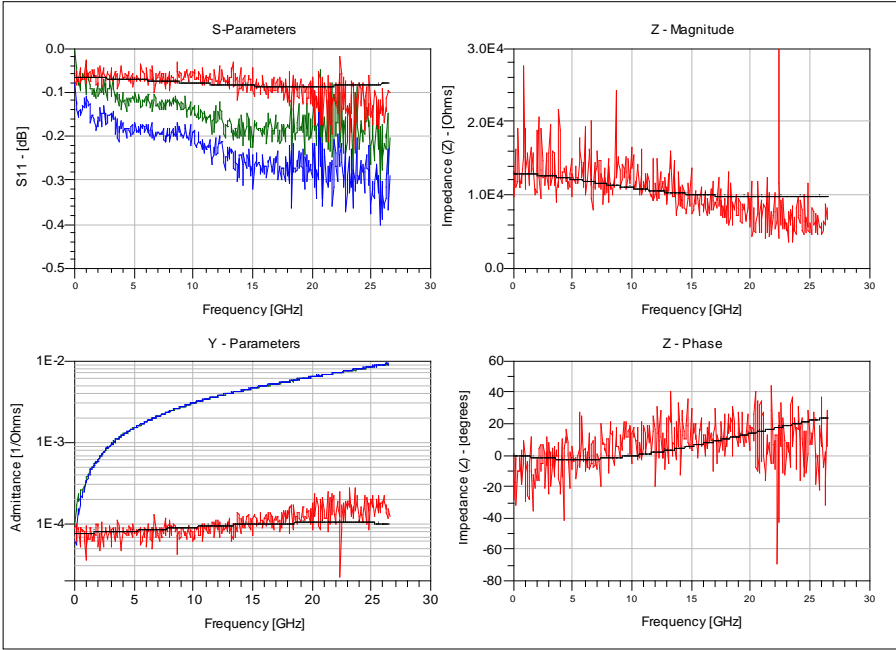 S-Parameters
0.0
-0.1
-0.2
-0.3
-0.4
-0.5
S11 - [dB]
0 5 10 15 20 25 30
Frequency [GHz]
Z - Magnitude
3.0E4
2.0E4
1.0E4
0.0
Impedance (Z) - [Ohms]
0 5 10 15 20 25 30
Frequency [GHz]
Y - Parameters
1E-2
1E-3
1E-4
Admittance [1/Ohms]
0 5 10 15 20 25 30
Frequency [GHz]
Z - Phase
60
40
20
0
-20
-40
-60
-80
Impedance (Z) - [degrees]
0 5 10 15 20 25 30
Frequency [GHz]